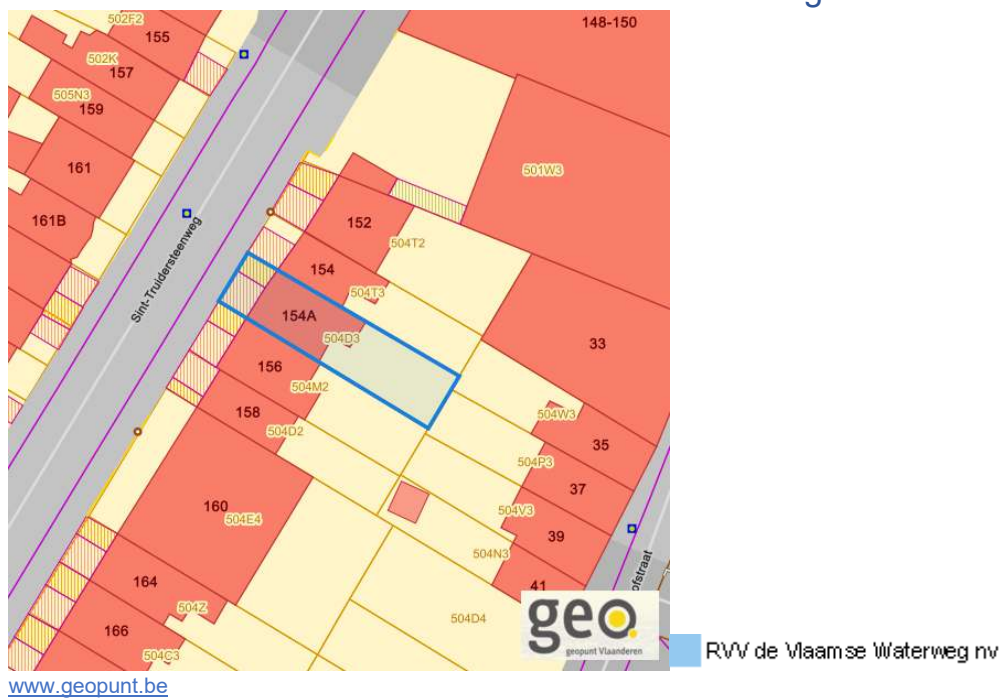 502F2
155
148-150
502K
157
505N3
159
161
501W3
161B
152
504T2
Sint-Truidersteenweg
154
504T3
154A
504D3
33
156
504M2
158
504D2
504W3
35
504P3
37
160
504E4
504V3
39
504N3
41
ofstraat
164
504Z
504D4
166
504C3
geo.
geopunt Vlaanderen
RVV de Vlaamse Waterweg nv
www.geopunt.be